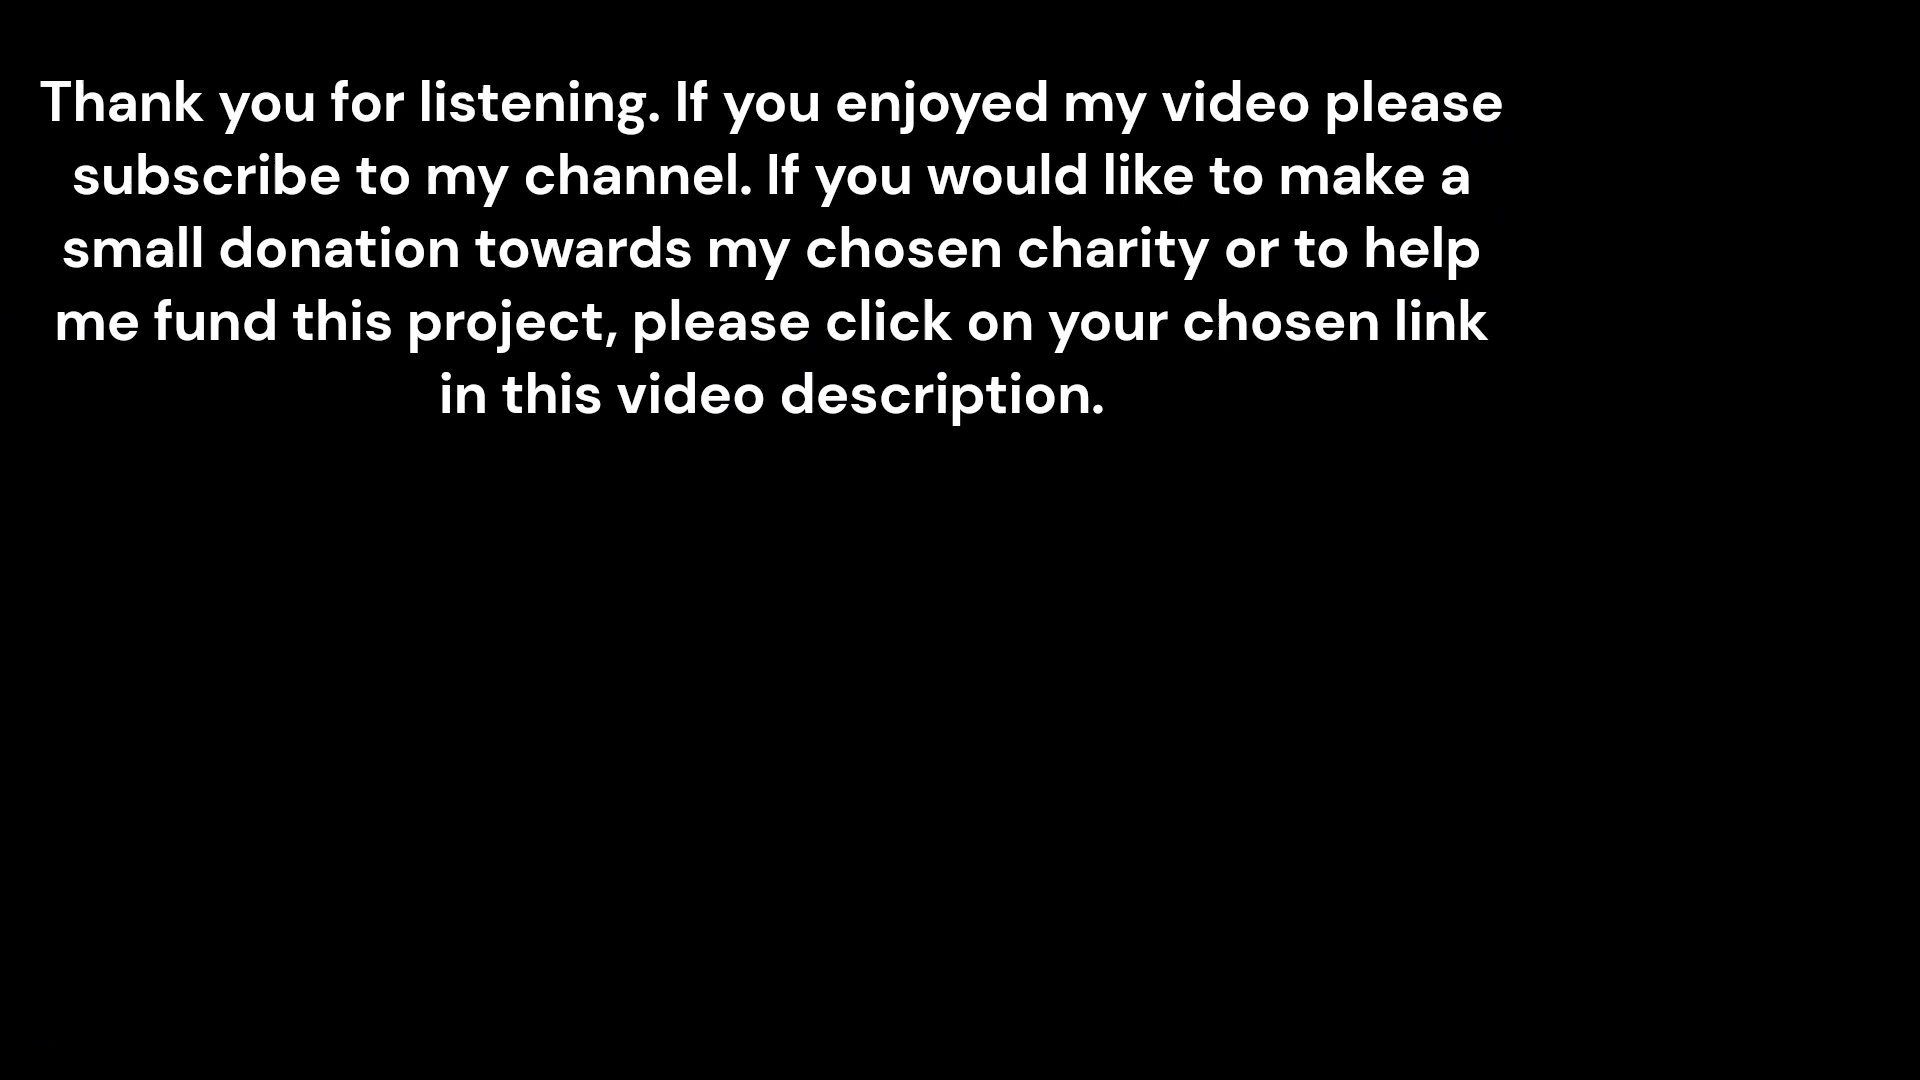 Thank you for listening. If you enjoyed my video please
subscribe to my channel. If you would like to make a
small donation towards my chosen charity or to help
me fund this project, please click on your chosen link
in this video description.